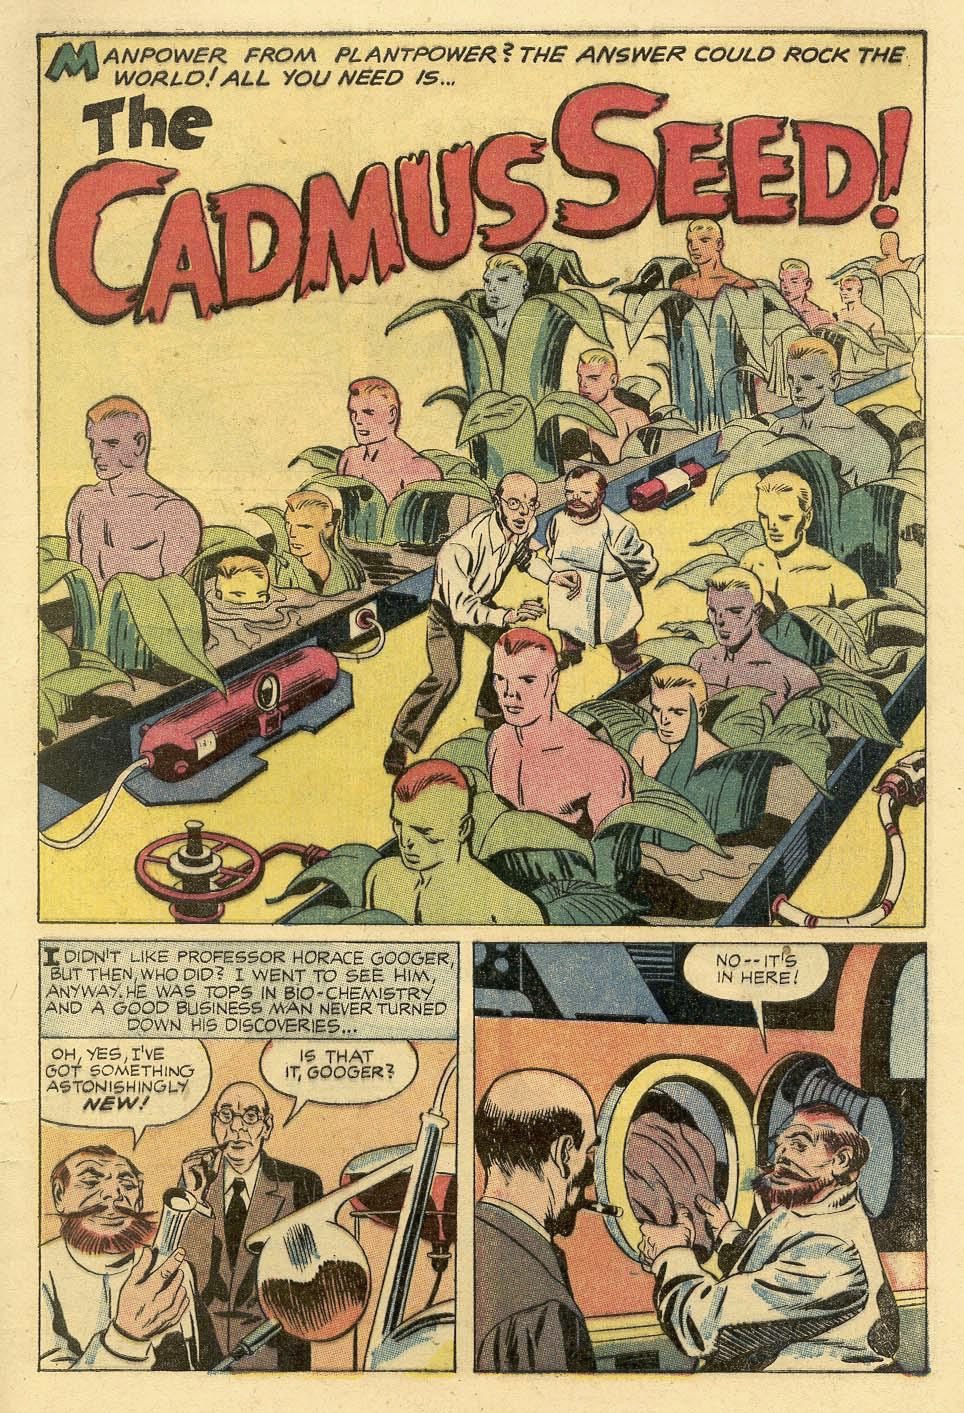 MANPOWER FROM PLANTPOWER? THE ANSWER COULD ROCK THE
WORLD! ALL YOU NEED IS...
The
CADMUS SEED!
I DIDN'T LIKE PROFESSOR HORACE GOOGER,
BUT THEN, WHO DID? I WENT TO SEE HIM,
ANYWAY. HE WAS TOPS IN BIO-CHEMISTRY
AND A GOOD BUSINESS MAN NEVER TURNED
DOWN HIS DISCOVERIES...
OH, YES, I'VE
GOT SOMETHING
ASTONISHINGLY
NEW!
IS THAT
IT, GOOGER?
NO--IT'S
IN HERE!